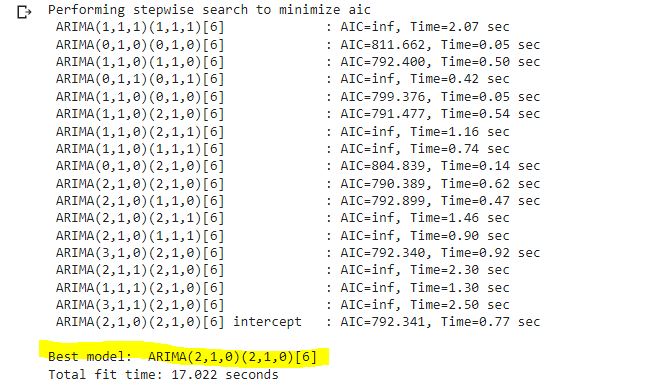 Performing stepwise search to minimize aic
ARIMA(1,1,1)(1,1,1)[6] : AIC=inf, Time=2.07 sec
ARIMA(0,1,0)(0,1,0)[6] : AIC=811.662, Time=0.05 sec
ARIMA(1,1,0)(1,1,0)[6] : AIC=792.400, Time=0.50 sec
ARIMA(0,1,1)(0,1,1)[6] : AIC=inf, Time=0.42 sec
ARIMA(1,1,0)(0,1,0)[6] : AIC=799.376, Time=0.05 sec
ARIMA(1,1,0)(2,1,0)[6] : AIC=791.477, Time=0.54 sec
ARIMA(1,1,0)(2,1,1)[6] : AIC=inf, Time=1.16 sec
ARIMA(1,1,0)(1,1,1)[6] : AIC=inf, Time=0.74 sec
ARIMA(0,1,0)(2,1,0)[6] : AIC=804.839, Time=0.14 sec
ARIMA(2,1,0)(2,1,0)[6] : AIC=790.389, Time=0.62 sec
ARIMA(2,1,0)(1,1,0)[6] : AIC=792.899, Time=0.47 sec
ARIMA(2,1,0)(2,1,1)[6] : AIC=inf, Time=1.46 sec
ARIMA(2,1,0)(1,1,1)[6] : AIC=inf, Time=0.90 sec
ARIMA(3,1,0)(2,1,0)[6] : AIC=792.340, Time=0.92 sec
ARIMA(2,1,1)(2,1,0)[6] : AIC=inf, Time=2.30 sec
ARIMA(1,1,1)(2,1,0)[6] : AIC=inf, Time=1.30 sec
ARIMA(3,1,1)(2,1,0)[6] : AIC=inf, Time=2.50 sec
ARIMA(2,1,0)(2,1,0)[6] intercept : AIC=792.341, Time=0.77 sec
Best model: ARIMA(2,1,0)(2,1,0)[6]
Total fit time: 17.022 seconds